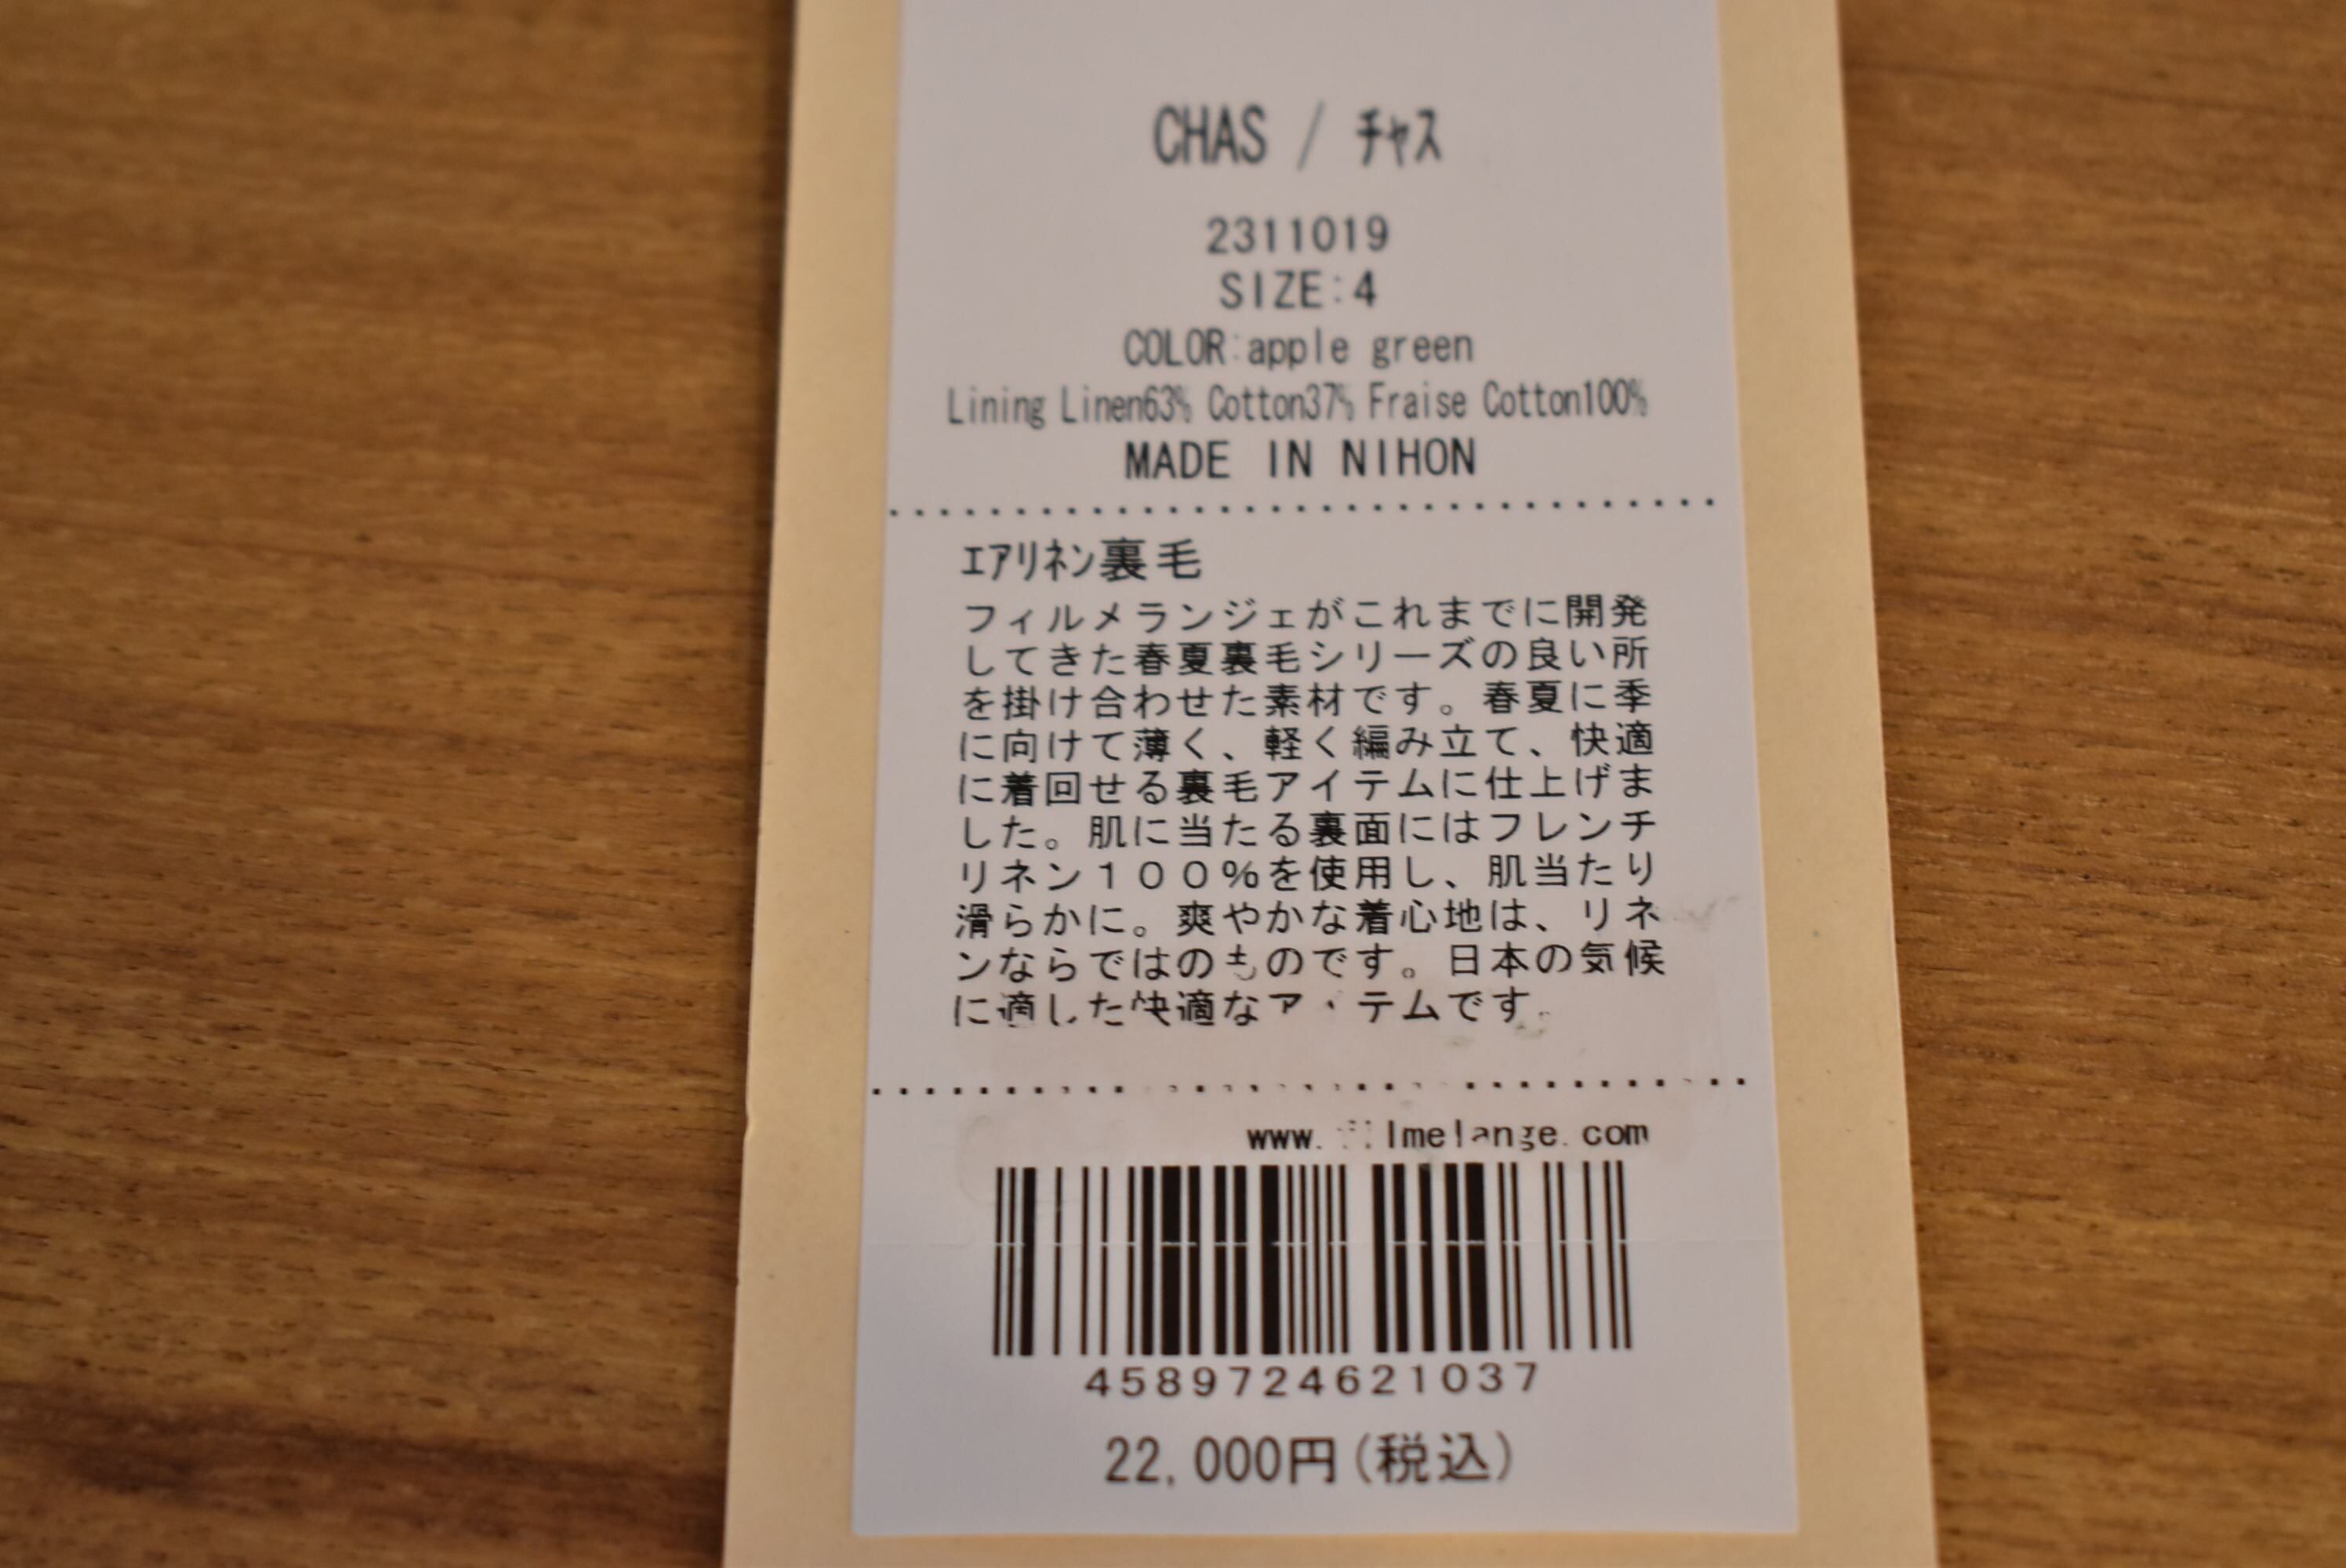 CHAS / チャス
2311019
SIZE:4
COLOR:apple green
Lining Linen63% Cotton37% Fraise Cotton100%
MADE IN NIHON
エアリネン裏毛
フィルメランジェがこれまでに開発
してきた春夏裏毛シリーズの良い所
を掛け合わせた素材です。春夏に季
に向けて薄く、軽く編み立て、快適
に着回せる裏毛アイテムに仕上げま
した。肌に当たる裏面にはフレンチ
リネン１００％を使用し、肌当たり
滑らかに。爽やかな着心地は、リネ
ンならではのものです。日本の気候
に適した快適なアイテムです。
www.filmelange.com
4589724621037
22,000円(税込)